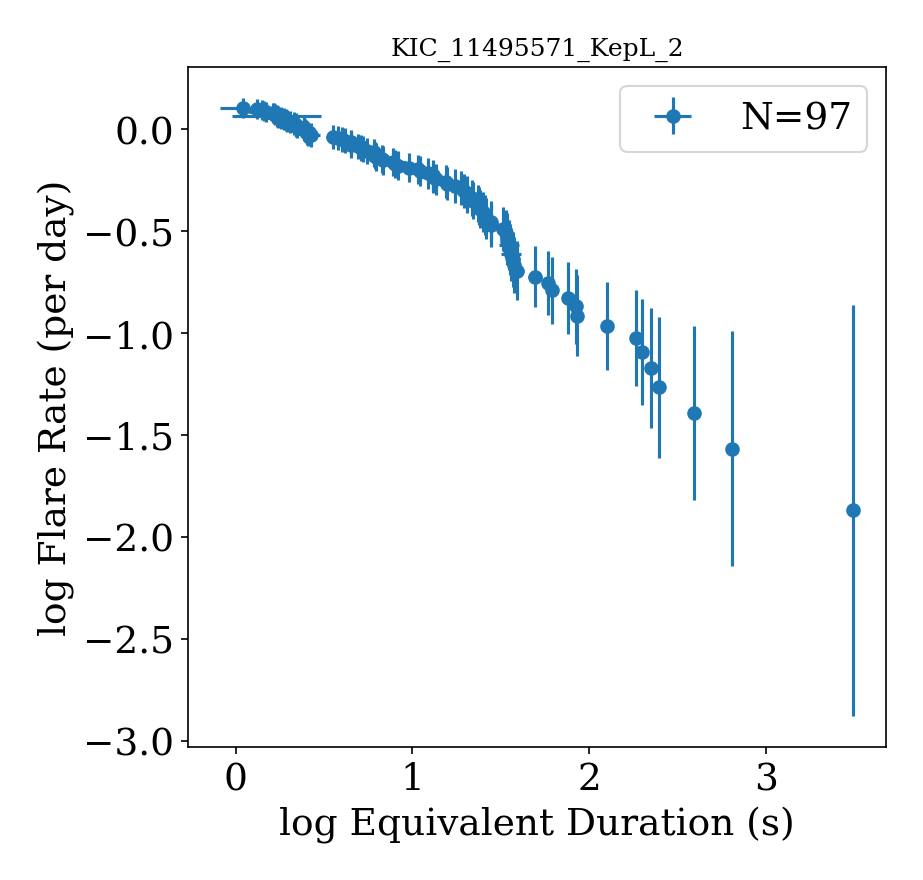 KIC_11495571_KepL_2
N=97
0.0
−0.5
−1.0
−1.5
−2.0
−2.5
−3.0
log Flare Rate (per day)
0 1 2 3
log Equivalent Duration (s)